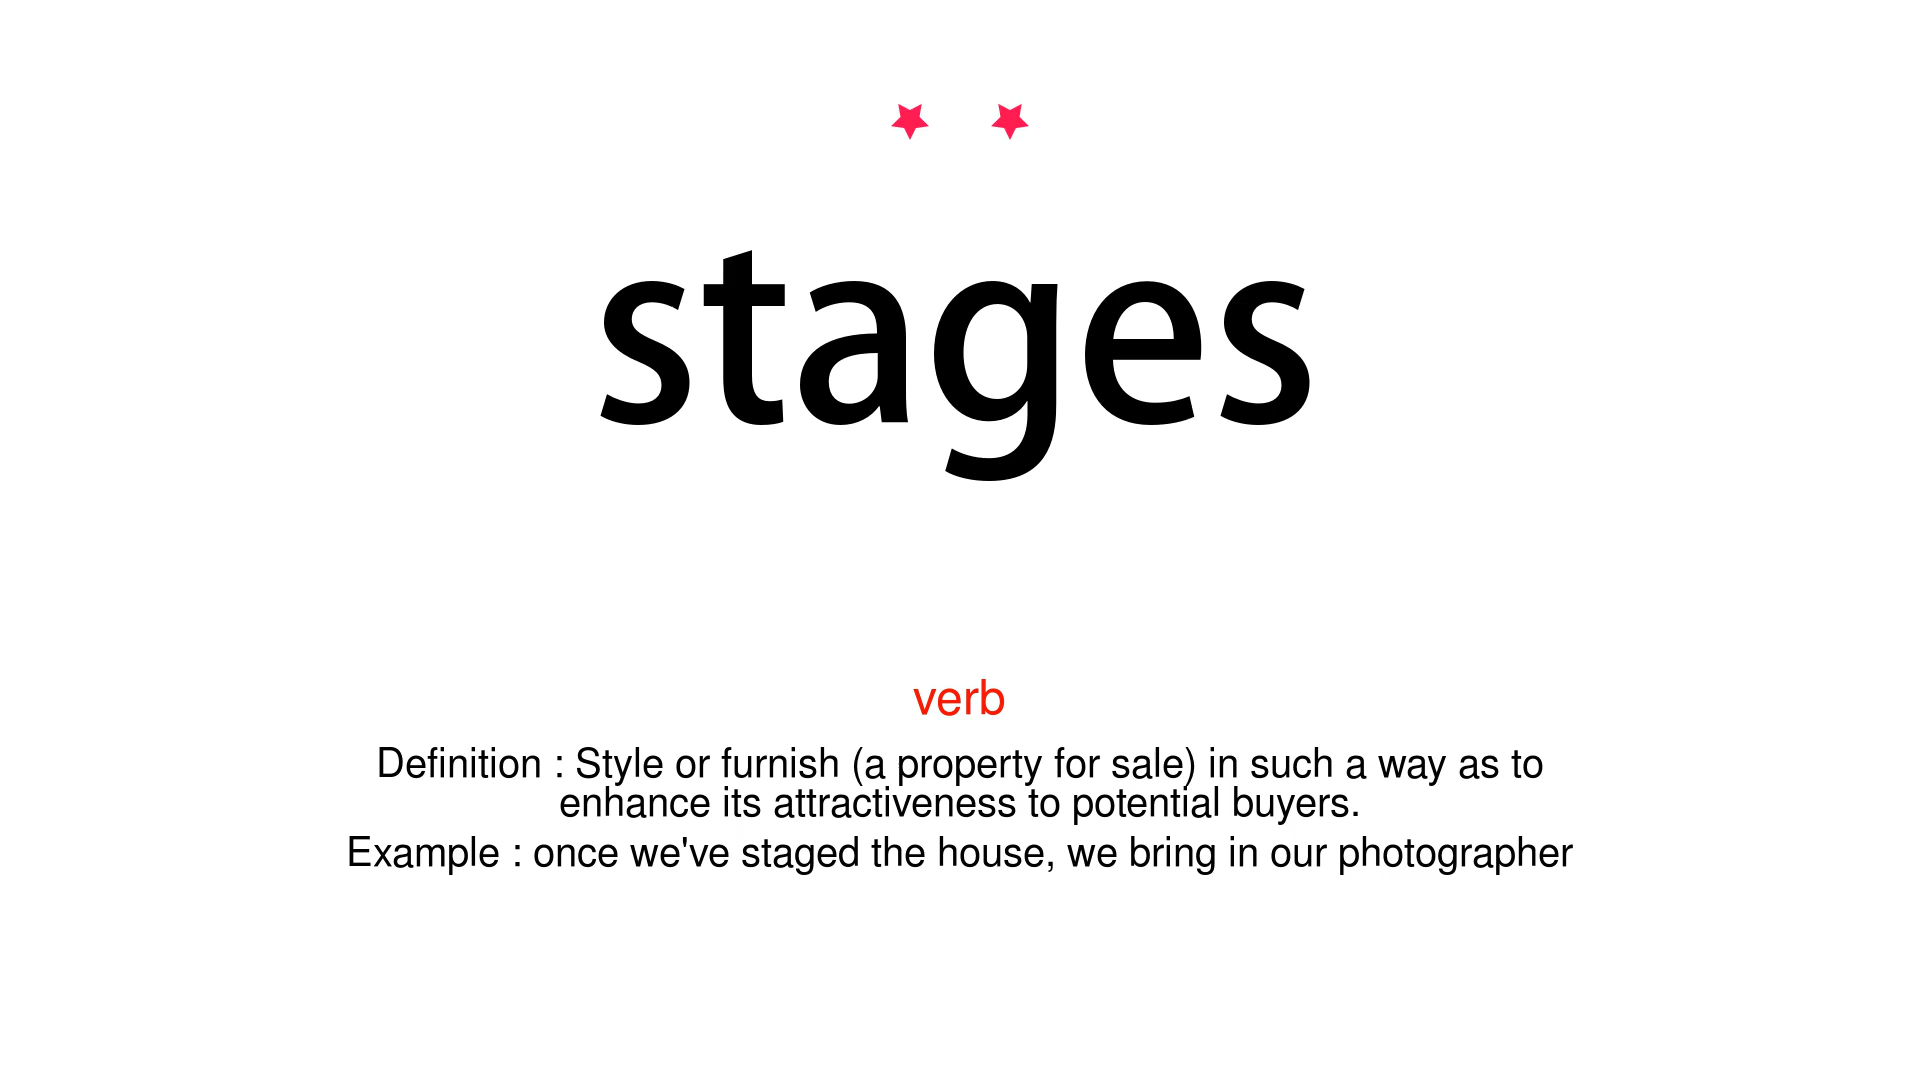 stages
verb
Definition : Style or furnish (a property for sale) in such a way as to
enhance its attractiveness to potential buyers.
Example : once we've staged the house, we bring in our photographer